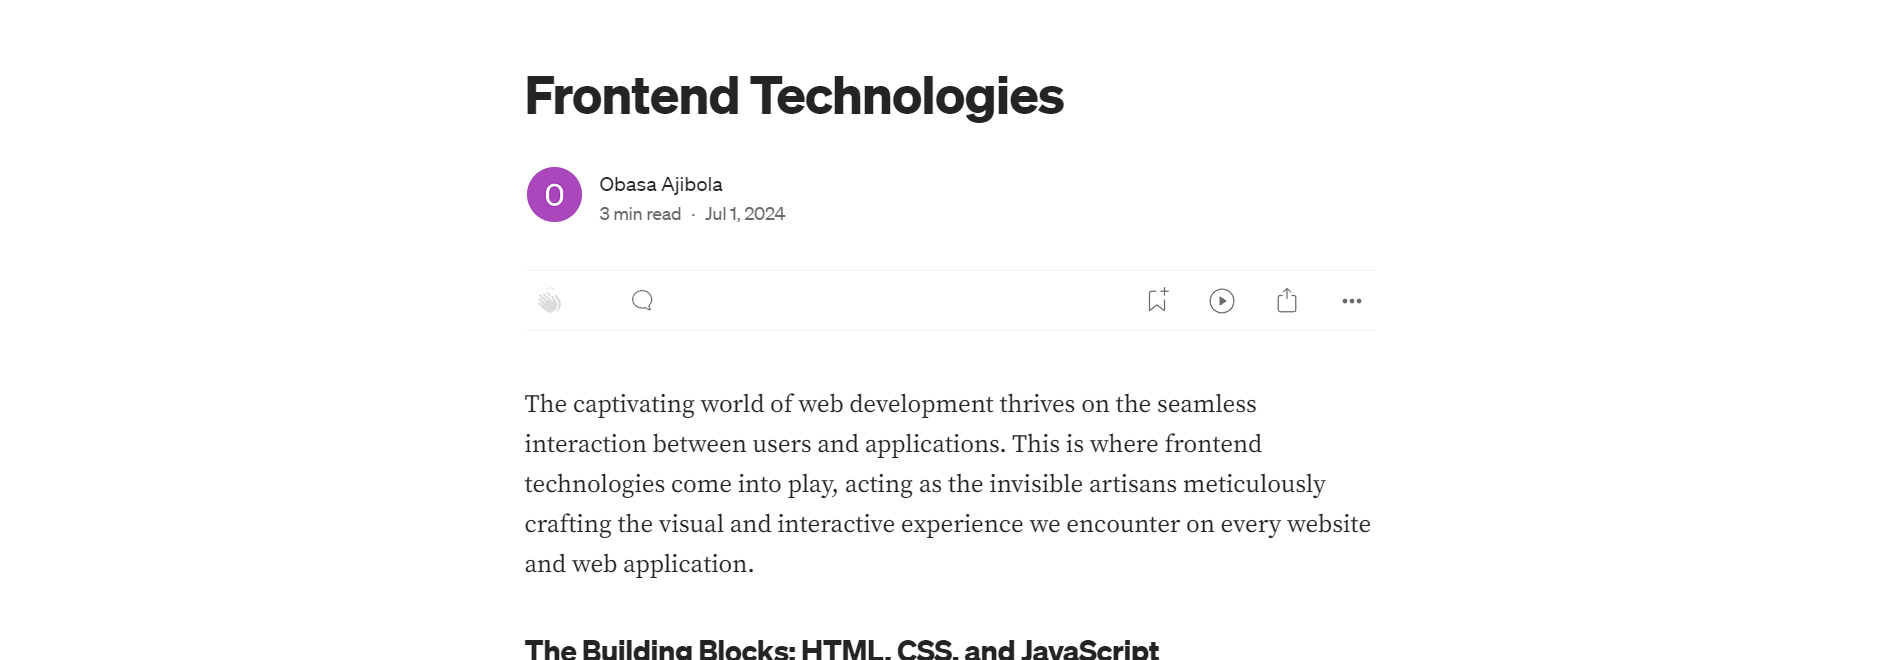 Frontend Technologies
O
Obasa Ajibola
3 min read · Jul 1, 2024
The captivating world of web development thrives on the seamless
interaction between users and applications. This is where frontend
technologies come into play, acting as the invisible artisans meticulously
crafting the visual and interactive experience we encounter on every website
and web application.
The Building Blocks: HTML, CSS, and JavaScript